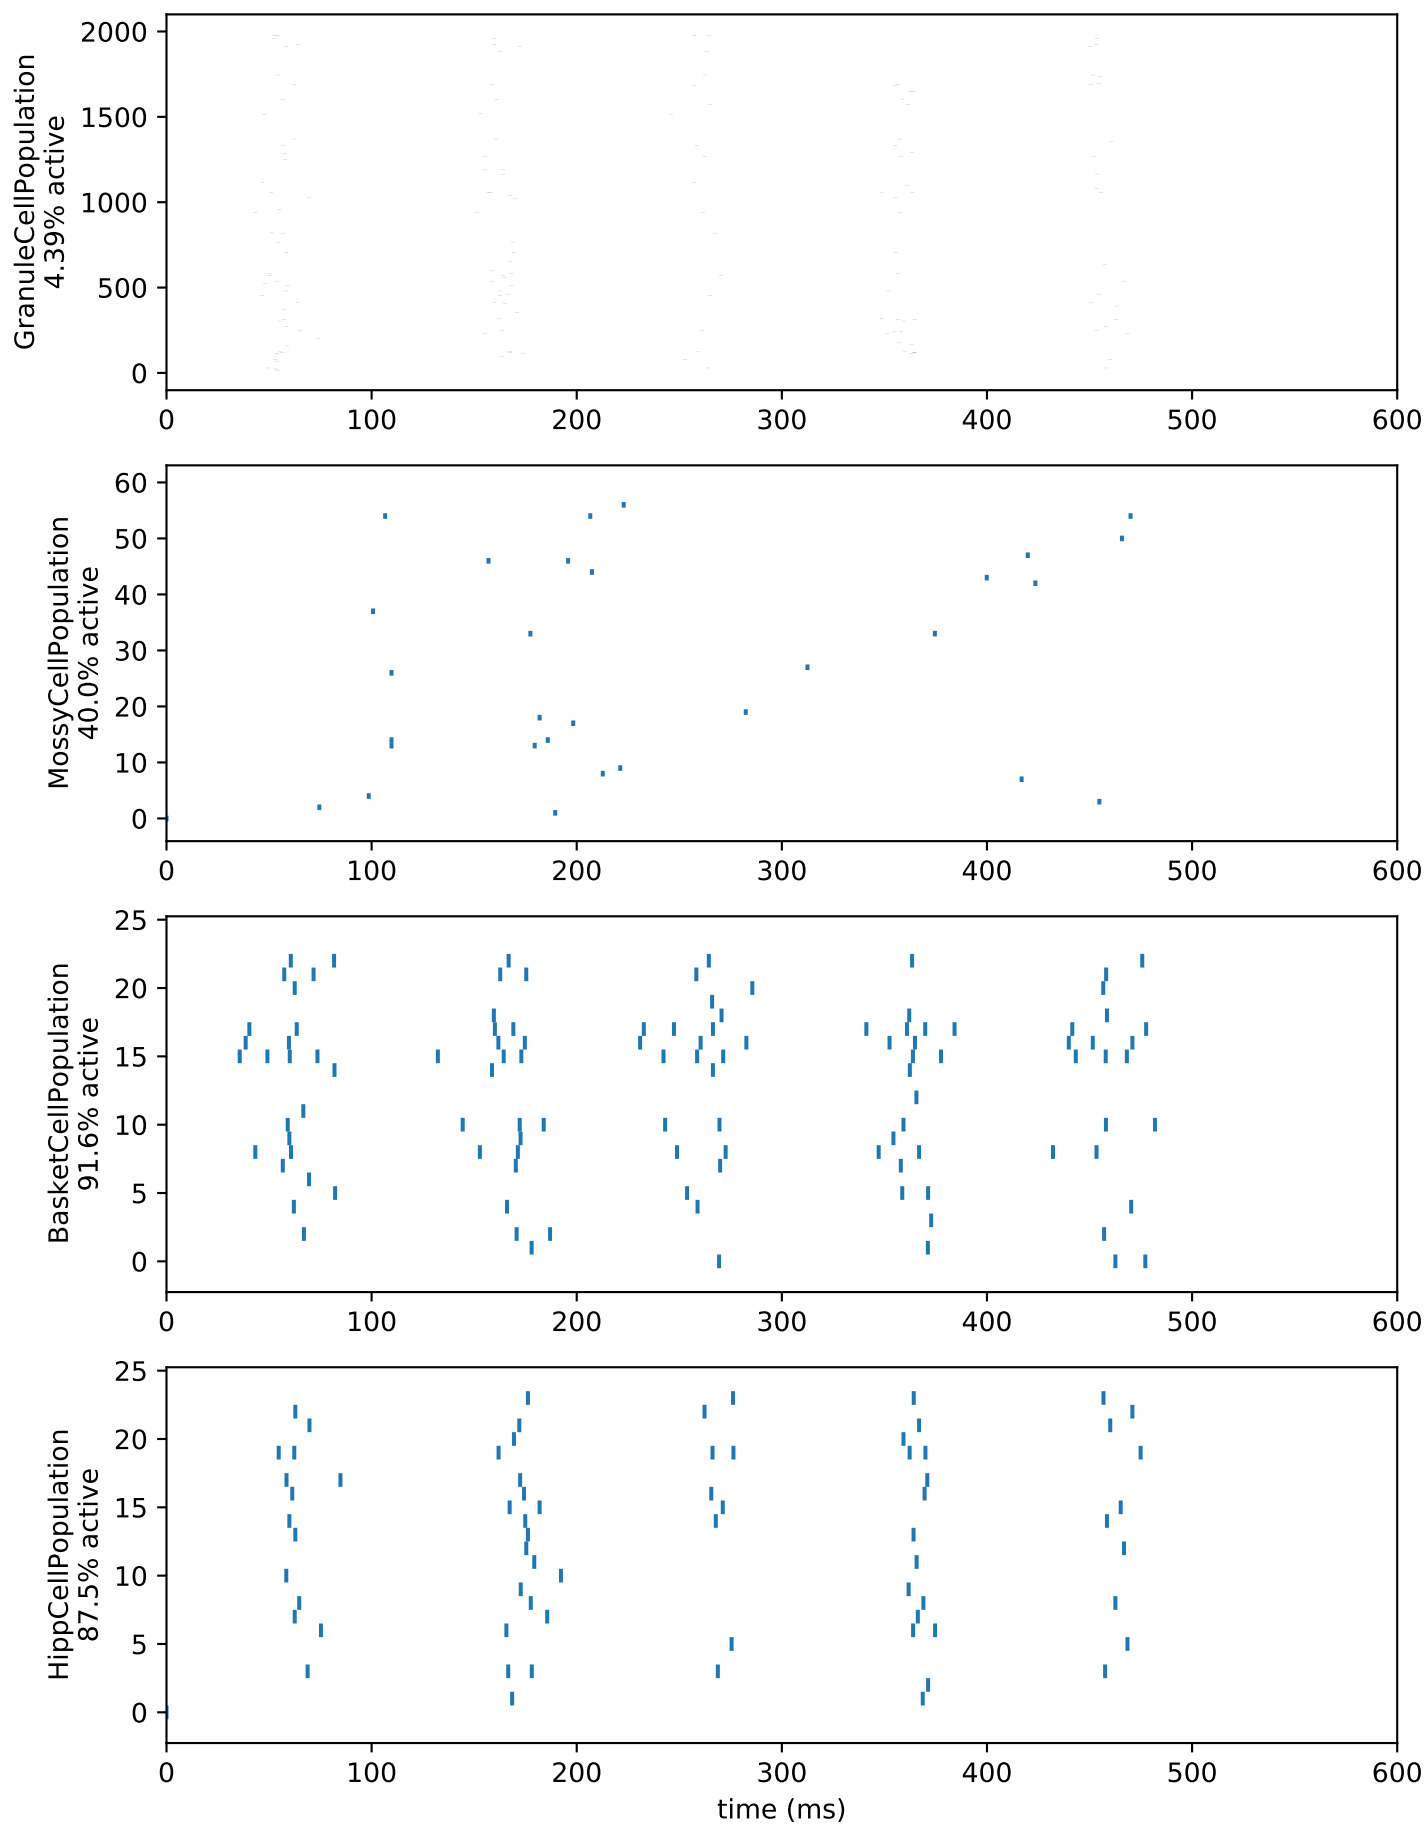 GranuleCellPopulation
4.39% active
2000
1500
1000
500
0
0 100 200 300 400 500 600
MossyCellPopulation
40.0% active
60
50
40
30
20
10
0
0 100 200 300 400 500 600
BasketCellPopulation
91.6% active
25
20
15
10
5
0
0 100 200 300 400 500 600
HippCellPopulation
87.5% active
25
20
15
10
5
0
0 100 200 300 400 500 600
time (ms)